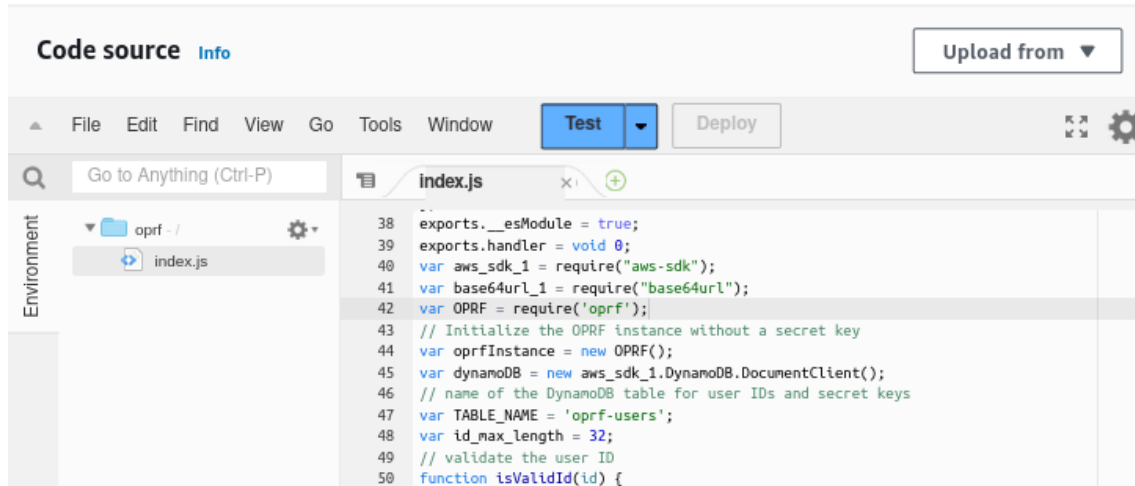 Code source Info
Upload from ▼
File Edit Find View Go Tools Window Test Deploy
Go to Anything (Ctrl-P)
index.js
Environment
oprf - /
index.js
38 exports.__esModule = true;
39 exports.handler = void 0;
40 var aws_sdk_1 = require("aws-sdk");
41 var base64url_1 = require("base64url");
42 var OPRF = require('oprf');
43 // Initialize the OPRF instance without a secret key
44 var oprfInstance = new OPRF();
45 var dynamoDB = new aws_sdk_1.DynamoDB.DocumentClient();
46 // name of the DynamoDB table for user IDs and secret keys
47 var TABLE_NAME = 'oprf-users';
48 var id_max_length = 32;
49 // validate the user ID
50 function isValidId(id) {